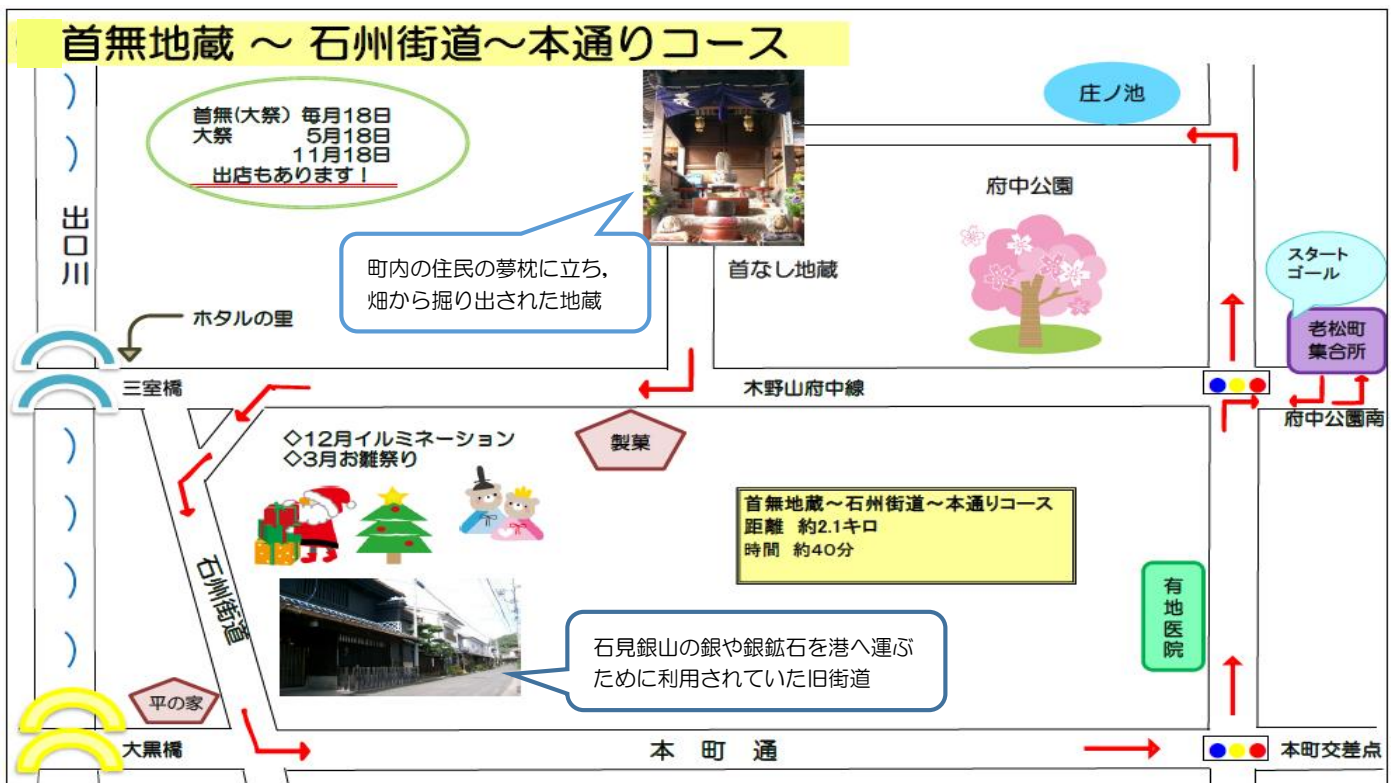 首無地蔵 ～ 石州街道～本通りコース
首無(大祭) 毎月18日
大祭 5月18日
11月18日
出店もあります！
庄ノ池
府中公園
出口川
町内の住民の夢枕に立ち，
畑から掘り出された地蔵
首なし地蔵
スタート
ゴール
老松町
集合所
ホタルの里
三室橋
木野山府中線
府中公園南
◇12月イルミネーション
◇3月お雛祭り
製菓
首無地蔵～石州街道～本通りコース
距離 約2.1キロ
時間 約40分
石州街道
有地医院
石見銀山の銀や銀鉱石を港へ運ぶ
ために利用されていた旧街道
平の家
大黒橋
本町通
本町交差点